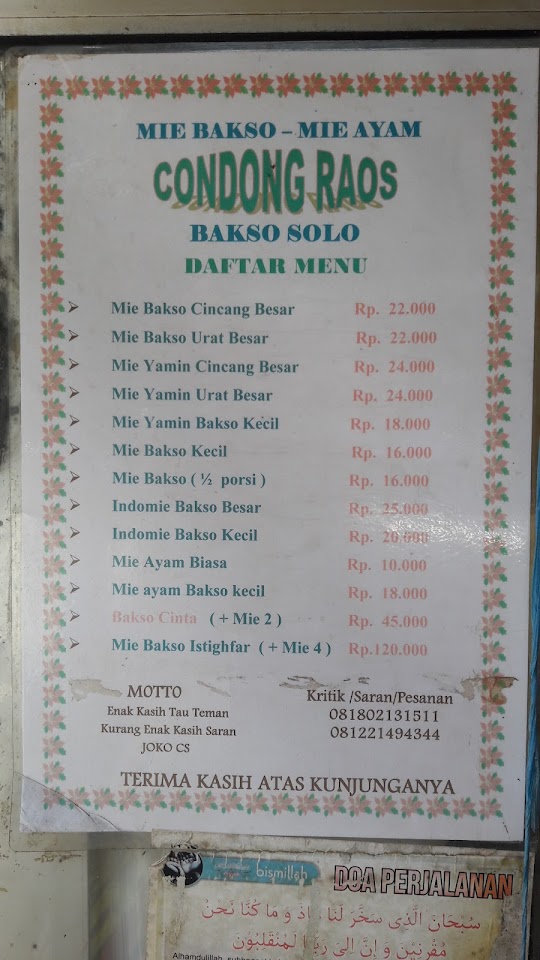 MIE BAKSO – MIE AYAM
CONDONG RAOS
BAKSO SOLO
DAFTAR MENU
➢ Mie Bakso Cincang Besar Rp. 22.000
➢ Mie Bakso Urat Besar Rp. 22.000
➢ Mie Yamin Cincang Besar Rp. 24.000
➢ Mie Yamin Urat Besar Rp. 24.000
➢ Mie Yamin Bakso Kecil Rp. 18.000
➢ Mie Bakso Kecil Rp. 16.000
➢ Mie Bakso ( ½ porsi ) Rp. 16.000
➢ Indomie Bakso Besar Rp. 25.000
➢ Indomie Bakso Kecil Rp. 20.000
➢ Mie Ayam Biasa Rp. 10.000
➢ Mie ayam Bakso kecil Rp. 18.000
➢ Bakso Cinta ( + Mie 2 ) Rp. 45.000
➢ Mie Bakso Istighfar ( + Mie 4 ) Rp.120.000
MOTTO
Enak Kasih Tau Teman
Kurang Enak Kasih Saran
JOKO CS
Kritik /Saran/Pesanan
081802131511
081221494344
TERIMA KASIH ATAS KUNJUNGANYA
bismillah
DOA PERJALANAN
سُبْحَانَ الَّذِى سَخَّرَ لَنَا وَ مَا كُنَّا لَهُ
مُقْرِنِيْنَ وَ إِنَّا اِلَى رَبِّنَا لَمُنْقَلِبُوْنَ